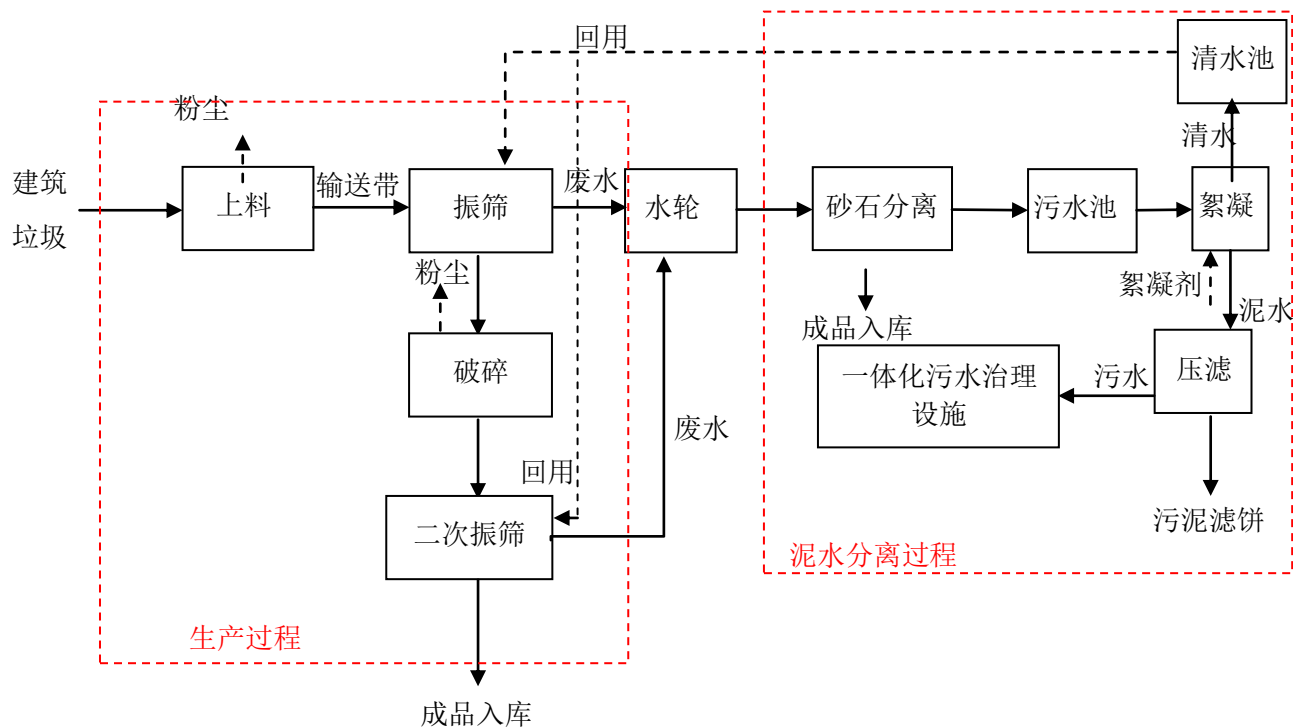 回用
清水池
粉尘
清水
建筑
垃圾
上料
输送带
振筛
废水
水轮
砂石分离
污水池
絮凝
粉尘
絮凝剂
泥水
成品入库
破碎
一体化污水治理
设施
污水
压滤
废水
回用
二次振筛
污泥滤饼
泥水分离过程
生产过程
成品入库